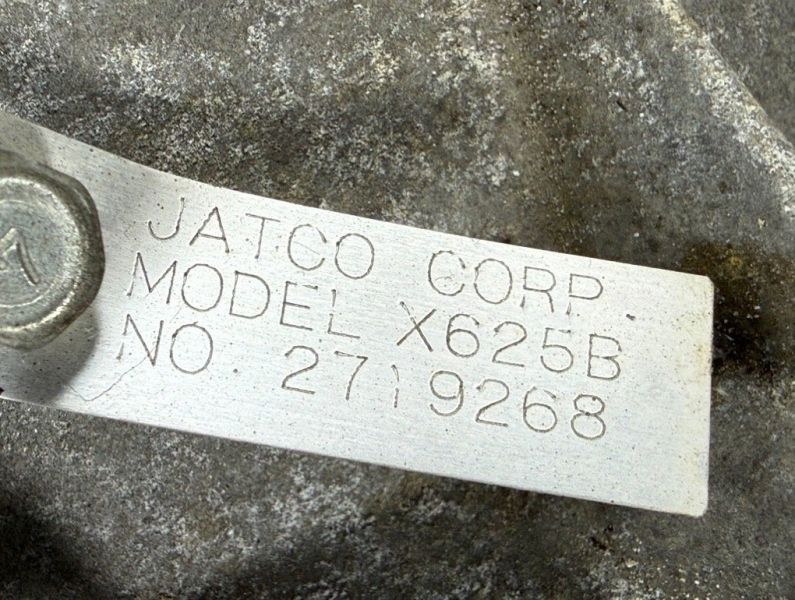 JATCO CORP.
MODEL X625B
NO. 2719268